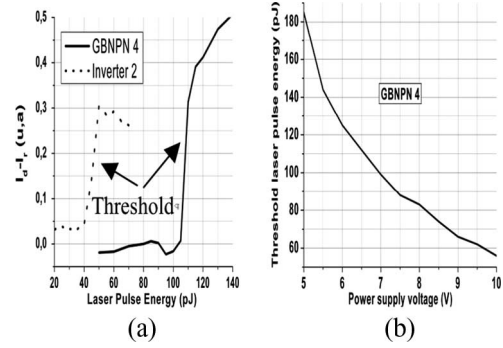 0,5
0,4
0,3
0,2
0,1
0,0
I_d-I_r (u,a)
GBNPN 4
Inverter 2
Threshold
20 40 60 80 100 120 140
Laser Pulse Energy (pJ)
(a)
180
160
140
120
100
80
60
Threshold laser pulse energy (pJ)
GBNPN 4
5 6 7 8 9 10
Power supply voltage (V)
(b)